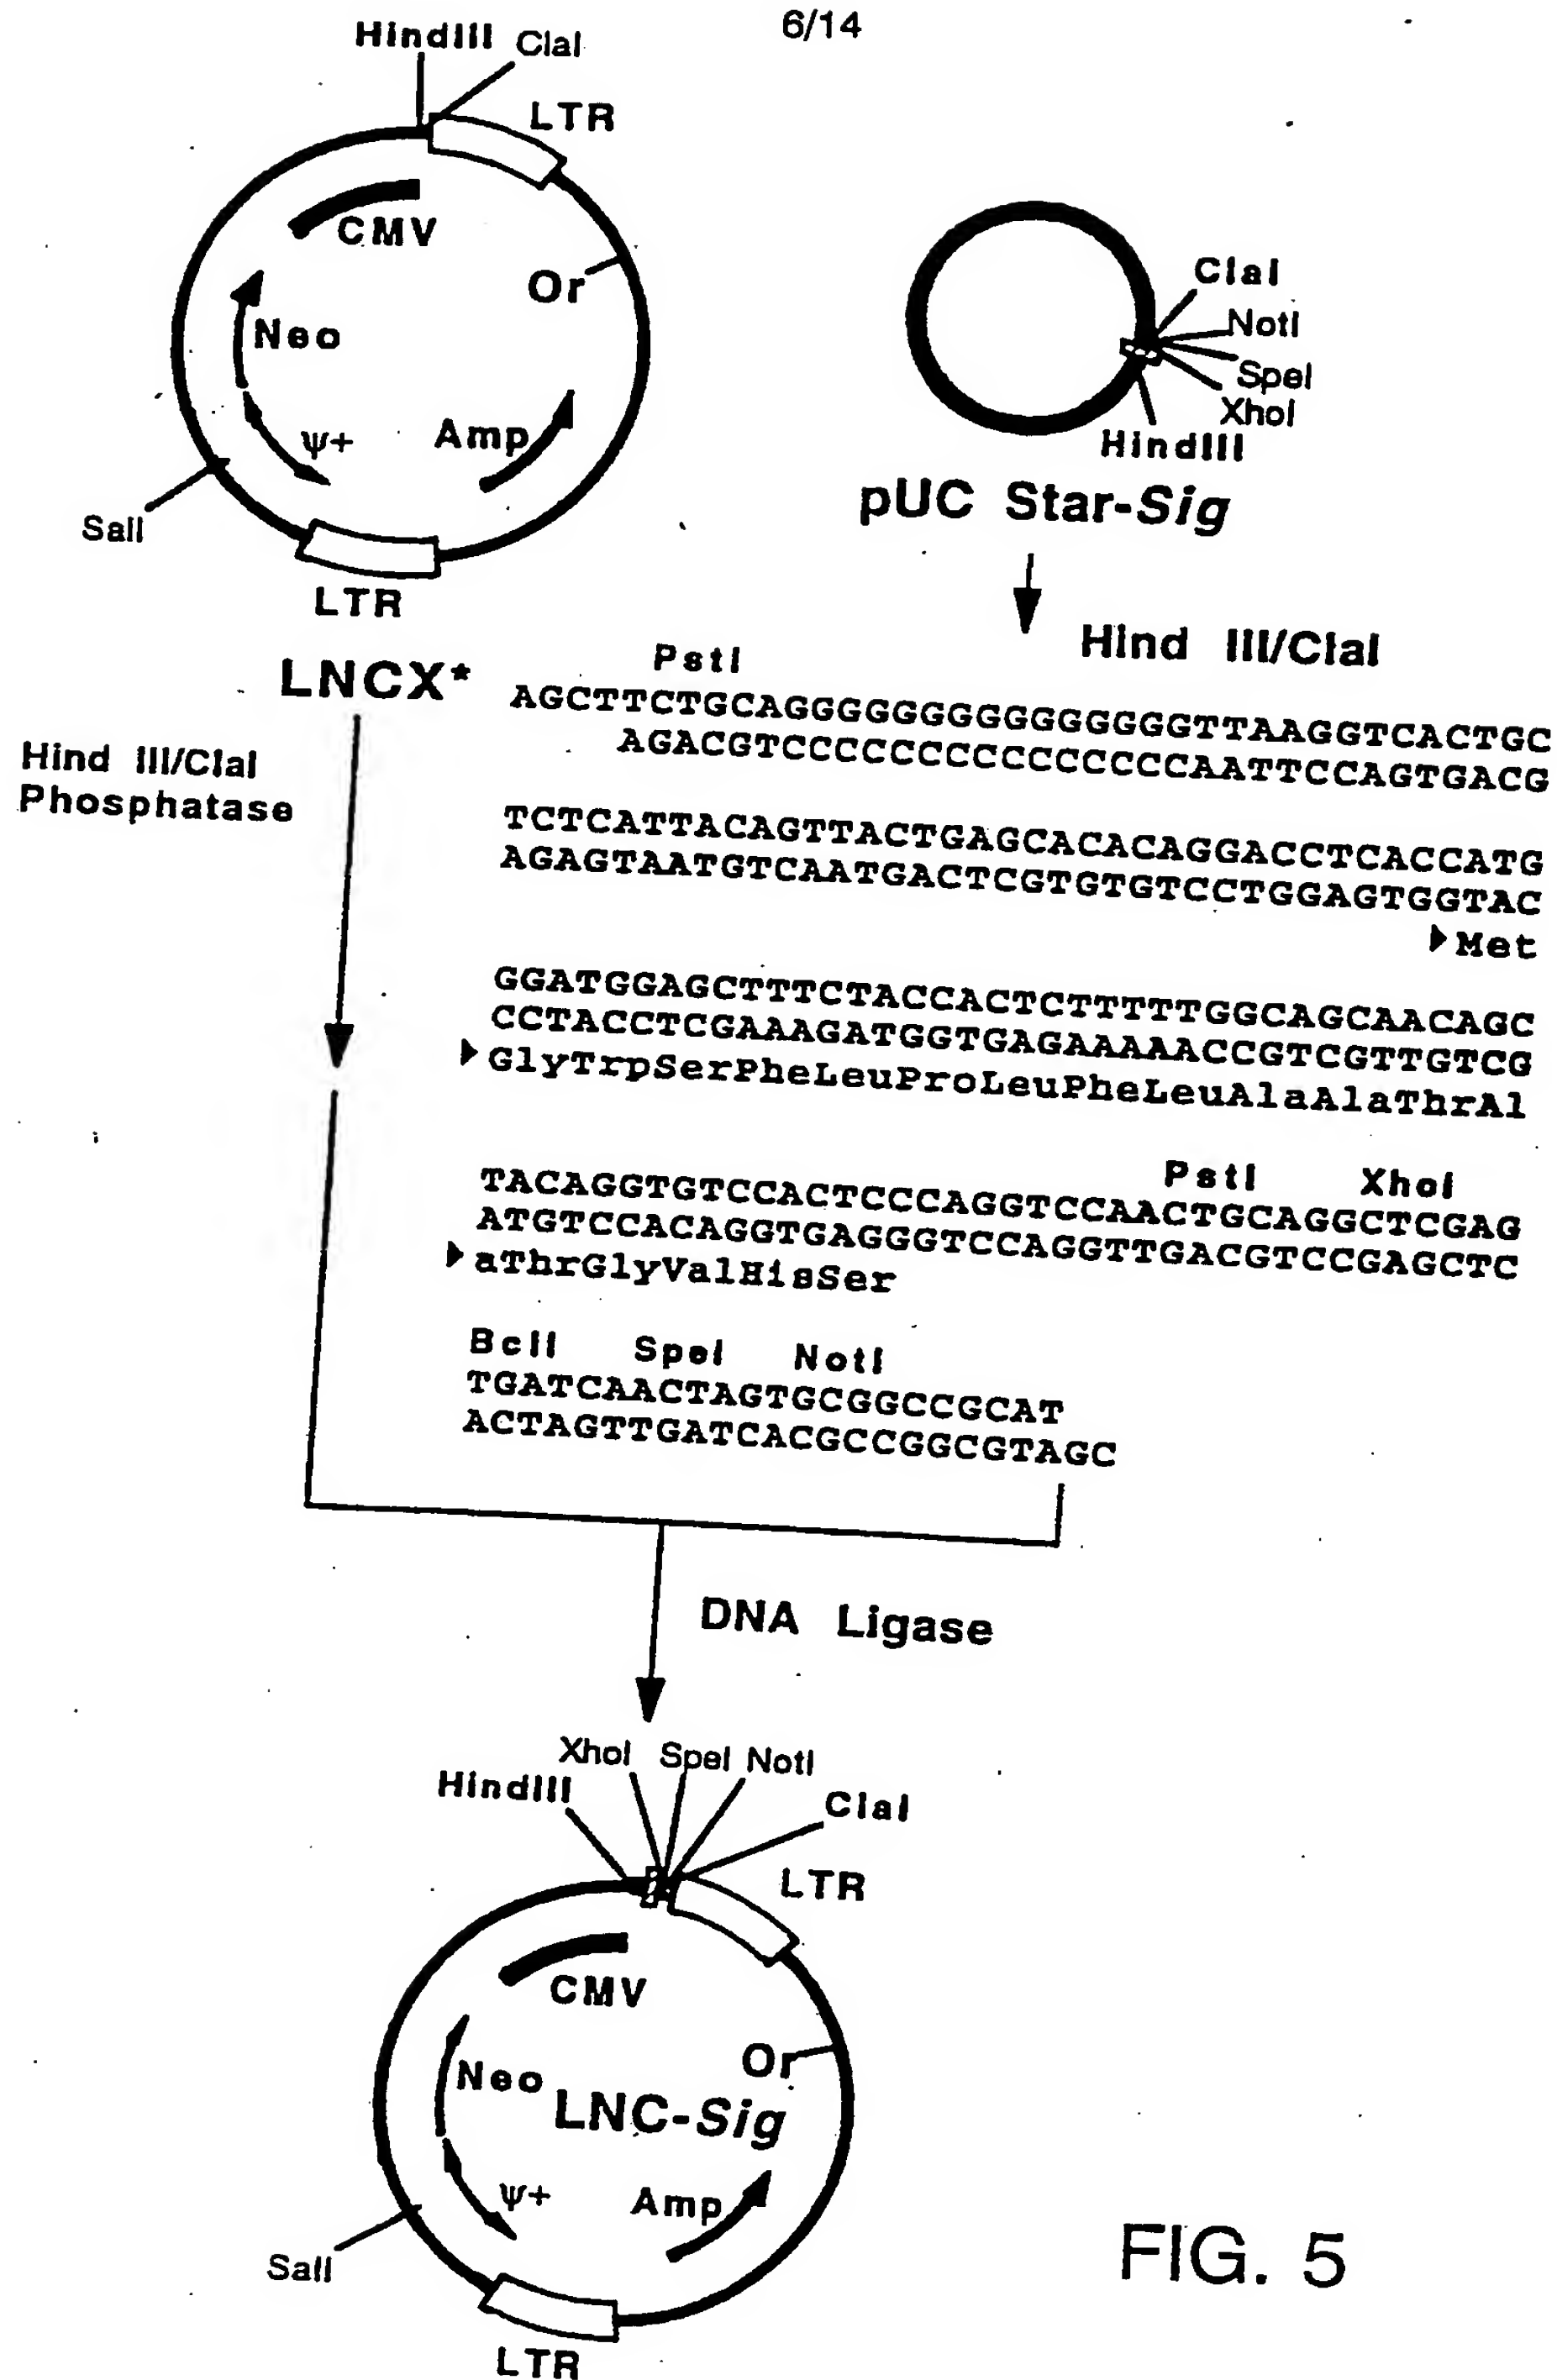 6/14
HindIII ClaI
LTR
CMV
Or
Neo
ψ+
Amp
SalI
LTR
LNCX*
ClaI
NotI
SpeI
XhoI
HindIII
pUC Star-Sig
Hind III/ClaI
Hind III/ClaI
Phosphatase
PstI
AGCTTCTGCAGGGGGGGGGGGGGGGTTAAGGTCACTGC
AGACGTCCCCCCCCCCCCCCCAATTCCAGTGACG
TCTCATTACAGTTACTGAGCACACAGGACCTCACCATG
AGAGTAATGTCAATGACTCGTGTGTCCTGGAGTGGTAC
▶Met
GGATGGAGCTTTCTACCACTCTTTTTGGCAGCAACAGC
CCTACCTCGAAAGATGGTGAGAAAAACCGTCGTTGTCG
▶GlyTrpSerPheLeuProLeuPheLeuAlaAlaThrAl
PstI XhoI
TACAGGTGTCCACTCCCAGGTCCAACTGCAGGCTCGAG
ATGTCCACAGGTGAGGGTCCAGGTTGACGTCCGAGCTC
▶aThrGlyValHisSer
BclI SpeI NotI
TGATCAACTAGTGCGGCCGCAT
ACTAGTTGATCACGCCGGCGTAGC
DNA Ligase
XhoI SpeI NotI
HindIII
ClaI
LTR
CMV
Or
Neo
LNC-Sig
ψ+
Amp
SalI
LTR
FIG. 5